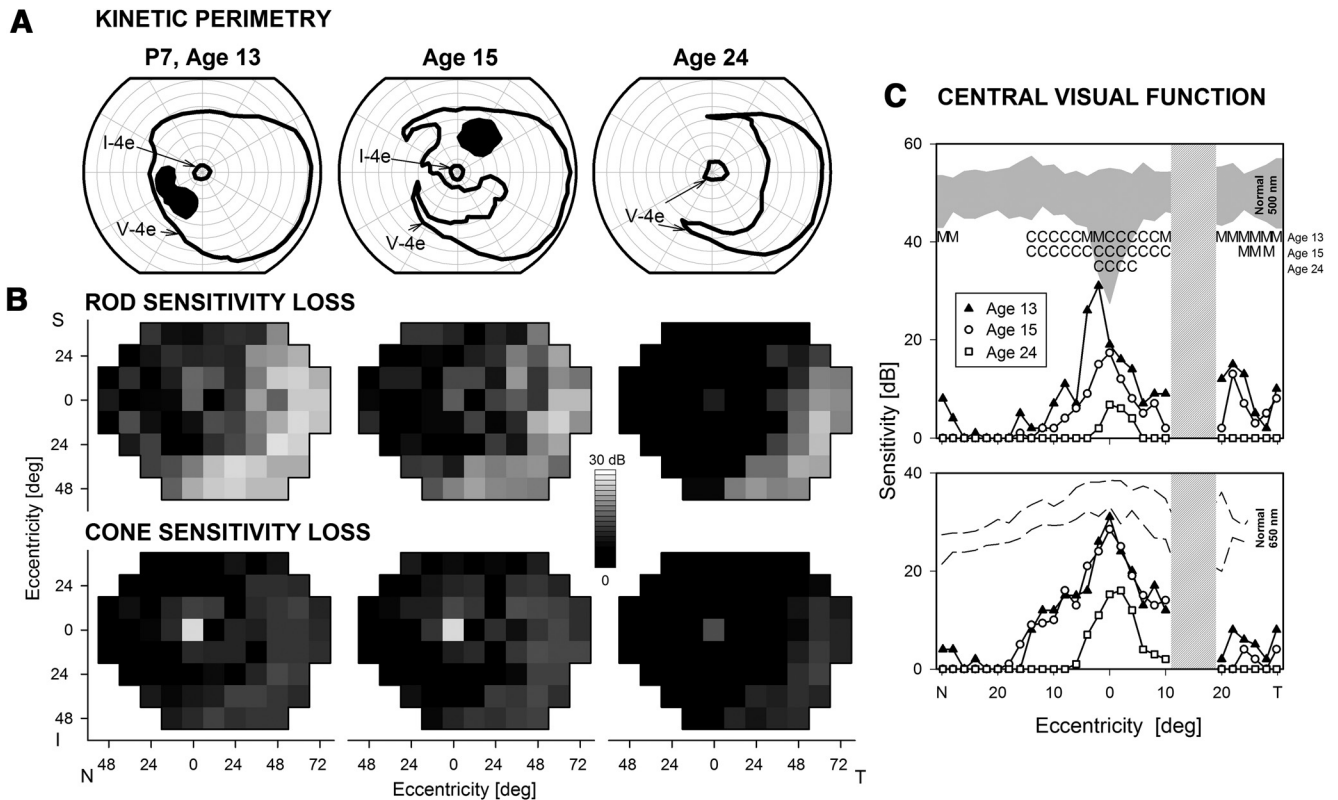 A KINETIC PERIMETRY
P7, Age 13
Age 15
Age 24
I-4e
V-4e
I-4e
V-4e
V-4e
B ROD SENSITIVITY LOSS
S
24
0
24
48
Eccentricity [deg]
30 dB
0
CONE SENSITIVITY LOSS
24
0
24
48
I
N
48 24 0 24 48 72
48 24 0 24 48 72
48 24 0 24 48 72
T
Eccentricity [deg]
C CENTRAL VISUAL FUNCTION
60
40
20
0
Normal
500 nm
MM CCCCCMMCCCCCM MMMMMM Age 13
CCCCCCCCCCCCC MMM Age 15
CCCC Age 24
Age 13
Age 15
Age 24
Sensitivity [dB]
40
20
0
Normal
650 nm
N 20 10 0 10 20 T
Eccentricity [deg]